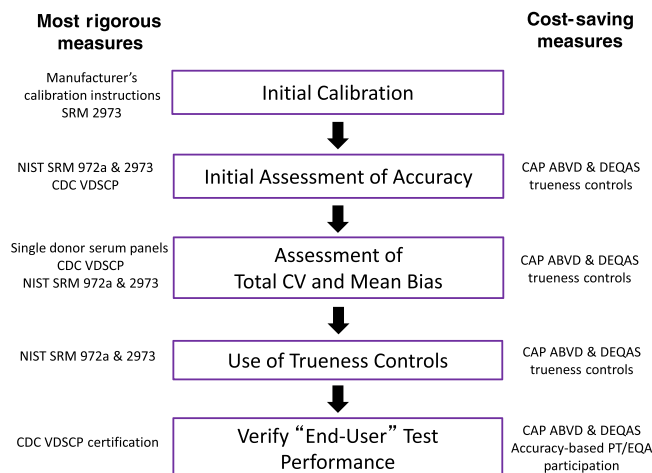 Most rigorous
measures
Cost-saving
measures
Manufacturer's
calibration instructions
SRM 2973
Initial Calibration
NIST SRM 972a & 2973
CDC VDSCP
Initial Assessment of Accuracy
CAP ABVD & DEQAS
trueness controls
Single donor serum panels
CDC VDSCP
NIST SRM 972a & 2973
Assessment of
Total CV and Mean Bias
CAP ABVD & DEQAS
trueness controls
NIST SRM 972a & 2973
Use of Trueness Controls
CAP ABVD & DEQAS
trueness controls
CDC VDSCP certification
Verify “End-User” Test
Performance
CAP ABVD & DEQAS
Accuracy-based PT/EQA
participation